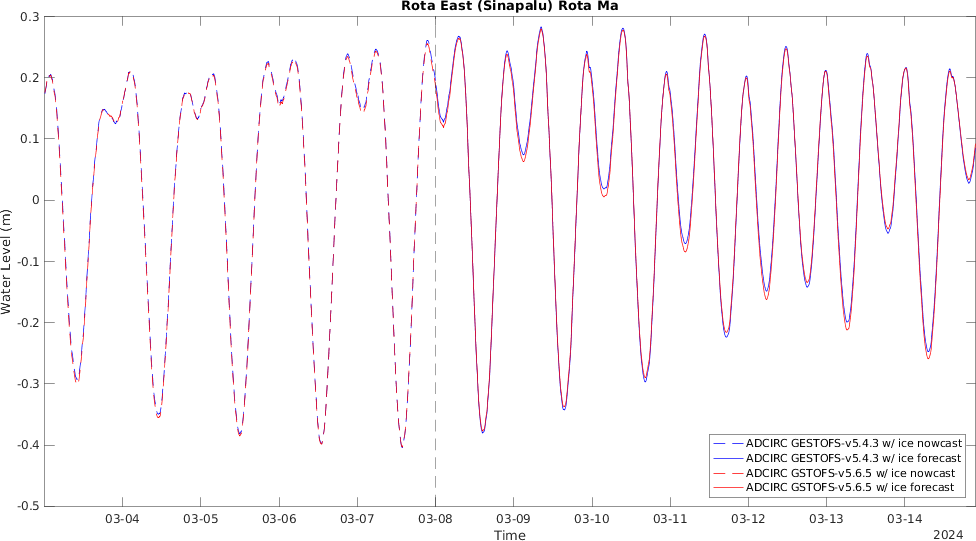 Rota East (Sinapalu) Rota Ma
0.3
0.2
0.1
0
-0.1
-0.2
-0.3
-0.4
-0.5
Water Level (m)
ADCIRC GESTOFS-v5.4.3 w/ ice nowcast
ADCIRC GESTOFS-v5.4.3 w/ ice forecast
ADCIRC GSTOFS-v5.6.5 w/ ice nowcast
ADCIRC GSTOFS-v5.6.5 w/ ice forecast
03-04 03-05 03-06 03-07 03-08 03-09 03-10 03-11 03-12 03-13 03-14
Time
2024